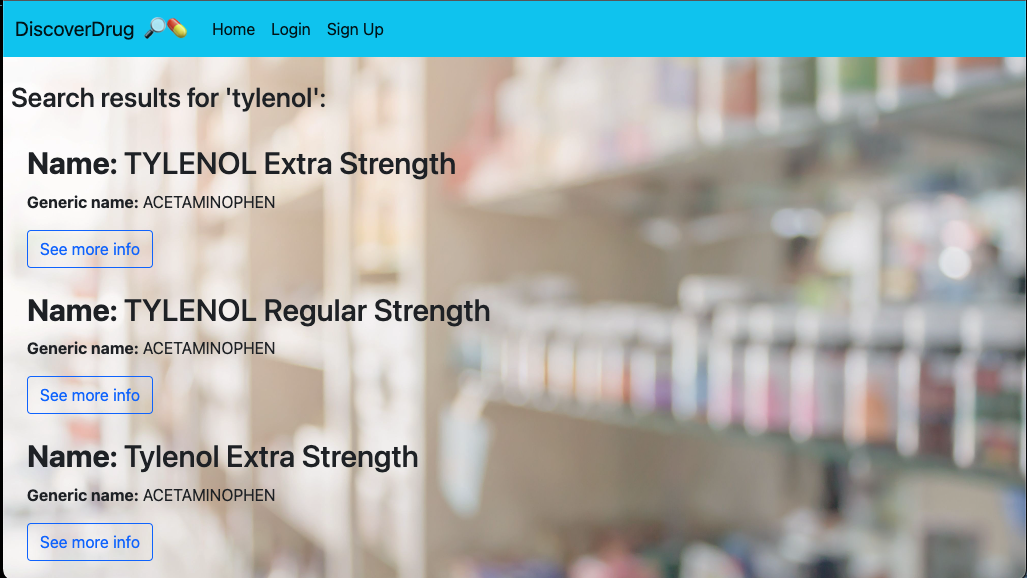 DiscoverDrug 🔎💊 Home Login Sign Up
Search results for 'tylenol':
Name: TYLENOL Extra Strength
Generic name: ACETAMINOPHEN
See more info
Name: TYLENOL Regular Strength
Generic name: ACETAMINOPHEN
See more info
Name: Tylenol Extra Strength
Generic name: ACETAMINOPHEN
See more info